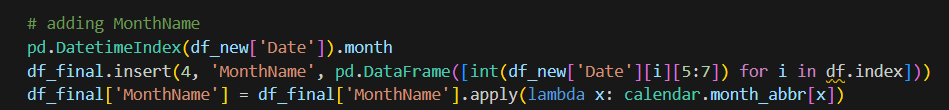 # adding MonthName
pd.DatetimeIndex(df_new['Date']).month
df_final.insert(4, 'MonthName', pd.DataFrame([int(df_new['Date'][i][5:7]) for i in df.index]))
df_final['MonthName'] = df_final['MonthName'].apply(lambda x: calendar.month_abbr[x])